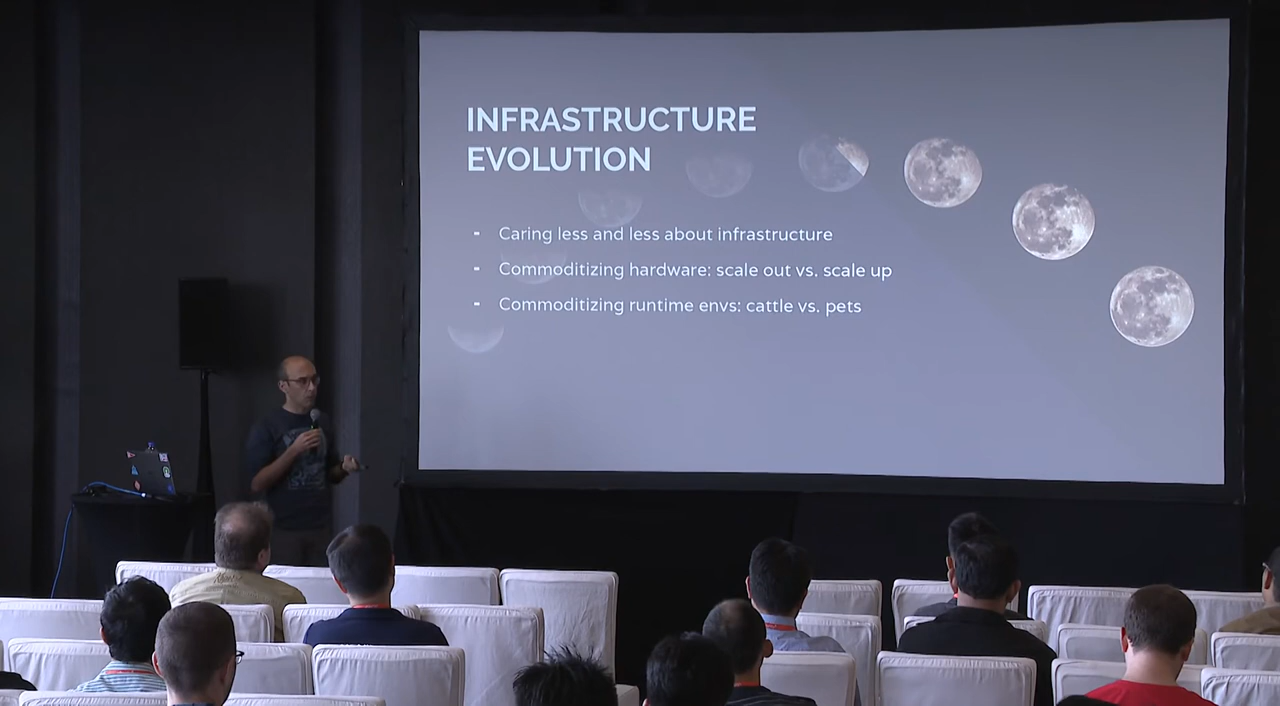 INFRASTRUCTURE
EVOLUTION
- Caring less and less about infrastructure
- Commoditizing hardware: scale out vs. scale up
- Commoditizing runtime envs: cattle vs. pets